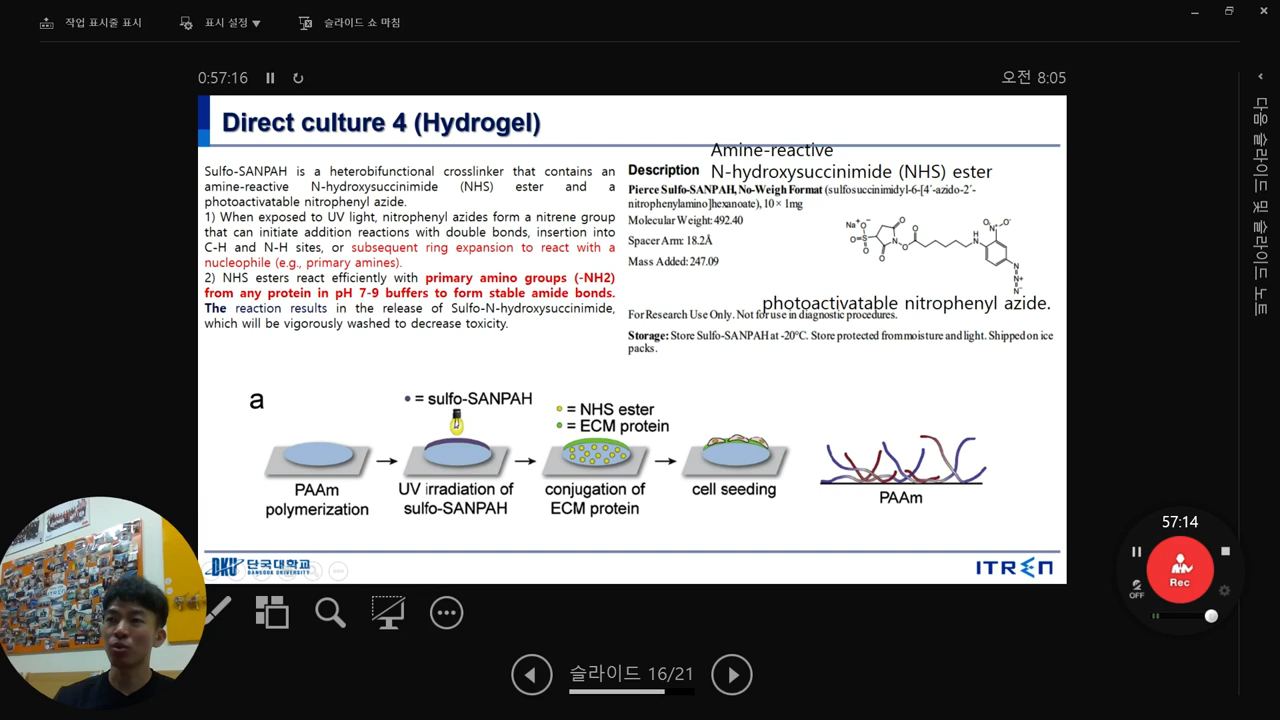 작업 표시줄 표시
표시 설정 ▼
슬라이드 쇼 마침
0:57:16
오전 8:05
다음 슬라이드 및 슬라이드 노트
Direct culture 4 (Hydrogel)
Sulfo-SANPAH is a heterobifunctional crosslinker that contains an
amine-reactive N-hydroxysuccinimide (NHS) ester and a
photoactivatable nitrophenyl azide.
1) When exposed to UV light, nitrophenyl azides form a nitrene group
that can initiate addition reactions with double bonds, insertion into
C-H and N-H sites, or subsequent ring expansion to react with a
nucleophile (e.g., primary amines).
2) NHS esters react efficiently with primary amino groups (-NH2)
from any protein in pH 7-9 buffers to form stable amide bonds.
The reaction results in the release of Sulfo-N-hydroxysuccinimide,
which will be vigorously washed to decrease toxicity.
Amine-reactive
N-hydroxysuccinimide (NHS) ester
Description
Pierce Sulfo-SANPAH, No-Weigh Format (sulfosuccinimidyl-6-[4´-azido-2´-
nitrophenylamino]hexanoate), 10 × 1mg
Molecular Weight: 492.40
Spacer Arm: 18.2Å
Mass Added: 247.09
photoactivatable nitrophenyl azide.
For Research Use Only. Not for use in diagnostic procedures.
Storage: Store Sulfo-SANPAH at -20°C. Store protected from moisture and light. Shipped on ice
packs.
a
= sulfo-SANPAH
= NHS ester
= ECM protein
PAAm
polymerization
UV irradiation of
sulfo-SANPAH
conjugation of
ECM protein
cell seeding
PAAm
DKU 단국대학교
DANKOOK UNIVERSITY
ITREN
57:14
Rec
OFF
슬라이드 16/21